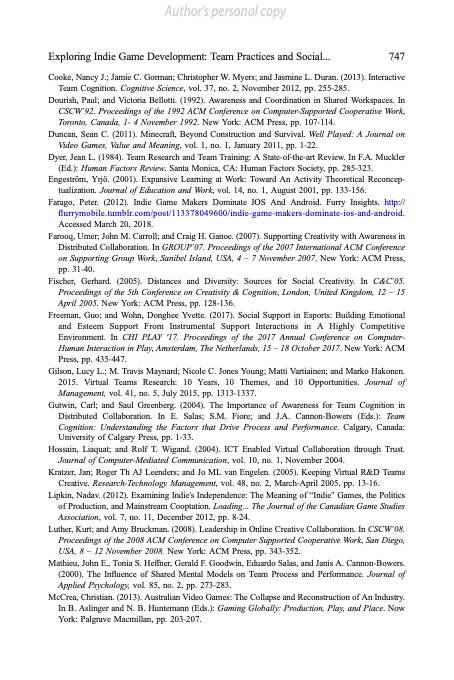 Author's personal copy
Exploring Indie Game Development: Team Practices and Social... 747
Cooke, Nancy J.; Jamie C. Gorman; Christopher W. Myers; and Jasmine L. Duran. (2013). Interactive
Team Cognition. Cognitive Science, vol. 37, no. 2, November 2012, pp. 255-285.
Dourish, Paul; and Victoria Bellotti. (1992). Awareness and Coordination in Shared Workspaces. In
CSCW'92. Proceedings of the 1992 ACM Conference on Computer-Supported Cooperative Work,
Toronto, Canada, 1- 4 November 1992. New York: ACM Press, pp. 107-114.
Duncan, Sean C. (2011). Minecraft, Beyond Construction and Survival. Well Played: A Journal on
Video Games, Value and Meaning, vol. 1, no. 1, January 2011, pp. 1-22.
Dyer, Jean L. (1984). Team Research and Team Training: A State-of-the-art Review. In F.A. Muckler
(Ed.): Human Factors Review. Santa Monica, CA: Human Factors Society, pp. 285-323.
Engeström, Yrjö. (2001). Expansive Learning at Work: Toward An Activity Theoretical Reconcep-
tualization. Journal of Education and Work, vol. 14, no. 1, August 2001, pp. 133-156.
Farago, Peter. (2012). Indie Game Makers Dominate IOS And Android. Furry Insights. http://
flurrymobile.tumblr.com/post/113378049600/indie-game-makers-dominate-ios-and-android.
Accessed March 20, 2018.
Farooq, Umer; John M. Carroll; and Craig H. Ganoe. (2007). Supporting Creativity with Awareness in
Distributed Collaboration. In GROUP'07. Proceedings of the 2007 International ACM Conference
on Supporting Group Work, Sanibel Island, USA, 4 – 7 November 2007. New York: ACM Press,
pp. 31-40.
Fischer, Gerhard. (2005). Distances and Diversity: Sources for Social Creativity. In C&C'05.
Proceedings of the 5th Conference on Creativity & Cognition, London, United Kingdom, 12 – 15
April 2005. New York: ACM Press, pp. 128-136.
Freeman, Guo; and Wohn, Donghee Yvette. (2017). Social Support in Esports: Building Emotional
and Esteem Support From Instrumental Support Interactions in A Highly Competitive
Environment. In CHI PLAY '17. Proceedings of the 2017 Annual Conference on Computer-
Human Interaction in Play, Amsterdam, The Netherlands, 15 – 18 October 2017. New York: ACM
Press, pp. 435-447.
Gilson, Lucy L.; M. Travis Maynard; Nicole C. Jones Young; Matti Vartiainen; and Marko Hakonen.
2015. Virtual Teams Research: 10 Years, 10 Themes, and 10 Opportunities. Journal of
Management, vol. 41, no. 5, July 2015, pp. 1313-1337.
Gutwin, Carl; and Saul Greenberg. (2004). The Importance of Awareness for Team Cognition in
Distributed Collaboration. In E. Salas; S.M. Fiore; and J.A. Cannon-Bowers (Eds.): Team
Cognition: Understanding the Factors that Drive Process and Performance. Calgary, Canada:
University of Calgary Press, pp. 1-33.
Hossain, Liaquat; and Rolf T. Wigand. (2004). ICT Enabled Virtual Collaboration through Trust.
Journal of Computer-Mediated Communication, vol. 10, no. 1, November 2004.
Kratzer, Jan; Roger Th AJ Leenders; and Jo ML van Engelen. (2005). Keeping Virtual R&D Teams
Creative. Research-Technology Management, vol. 48, no. 2, March-April 2005, pp. 13-16.
Lipkin, Nadav. (2012). Examining Indie's Independence: The Meaning of “Indie” Games, the Politics
of Production, and Mainstream Cooptation. Loading... The Journal of the Canadian Game Studies
Association, vol. 7, no. 11, December 2012, pp. 8-24.
Luther, Kurt; and Amy Bruckman. (2008). Leadership in Online Creative Collaboration. In CSCW'08.
Proceedings of the 2008 ACM Conference on Computer Supported Cooperative Work, San Diego,
USA, 8 – 12 November 2008. New York: ACM Press, pp. 343-352.
Mathieu, John E., Tonia S. Heffner, Gerald F. Goodwin, Eduardo Salas, and Janis A. Cannon-Bowers.
(2000). The Influence of Shared Mental Models on Team Process and Performance. Journal of
Applied Psychology, vol. 85, no. 2, pp. 273-283.
McCrea, Christian. (2013). Australian Video Games: The Collapse and Reconstruction of An Industry.
In B. Aslinger and N. B. Huntemann (Eds.): Gaming Globally: Production, Play, and Place. New
York: Palgrave Macmillan, pp. 203-207.